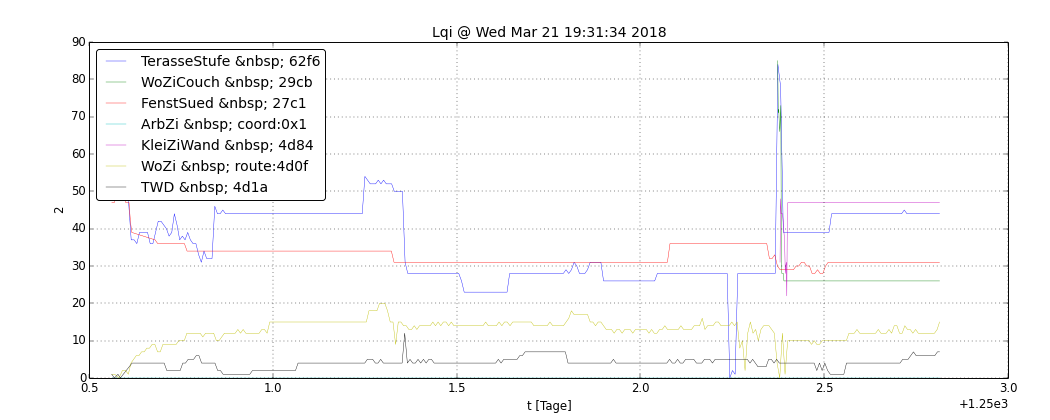 Lqi @ Wed Mar 21 19:31:34 2018
90
80
70
60
50
40
30
20
10
0
2
TerasseStufe &nbsp; 62f6
WoZiCouch &nbsp; 29cb
FenstSued &nbsp; 27c1
ArbZi &nbsp; coord:0x1
KleiZiWand &nbsp; 4d84
WoZi &nbsp; route:4d0f
TWD &nbsp; 4d1a
0.5 1.0 1.5 2.0 2.5 3.0
t [Tage]
+1.25e3